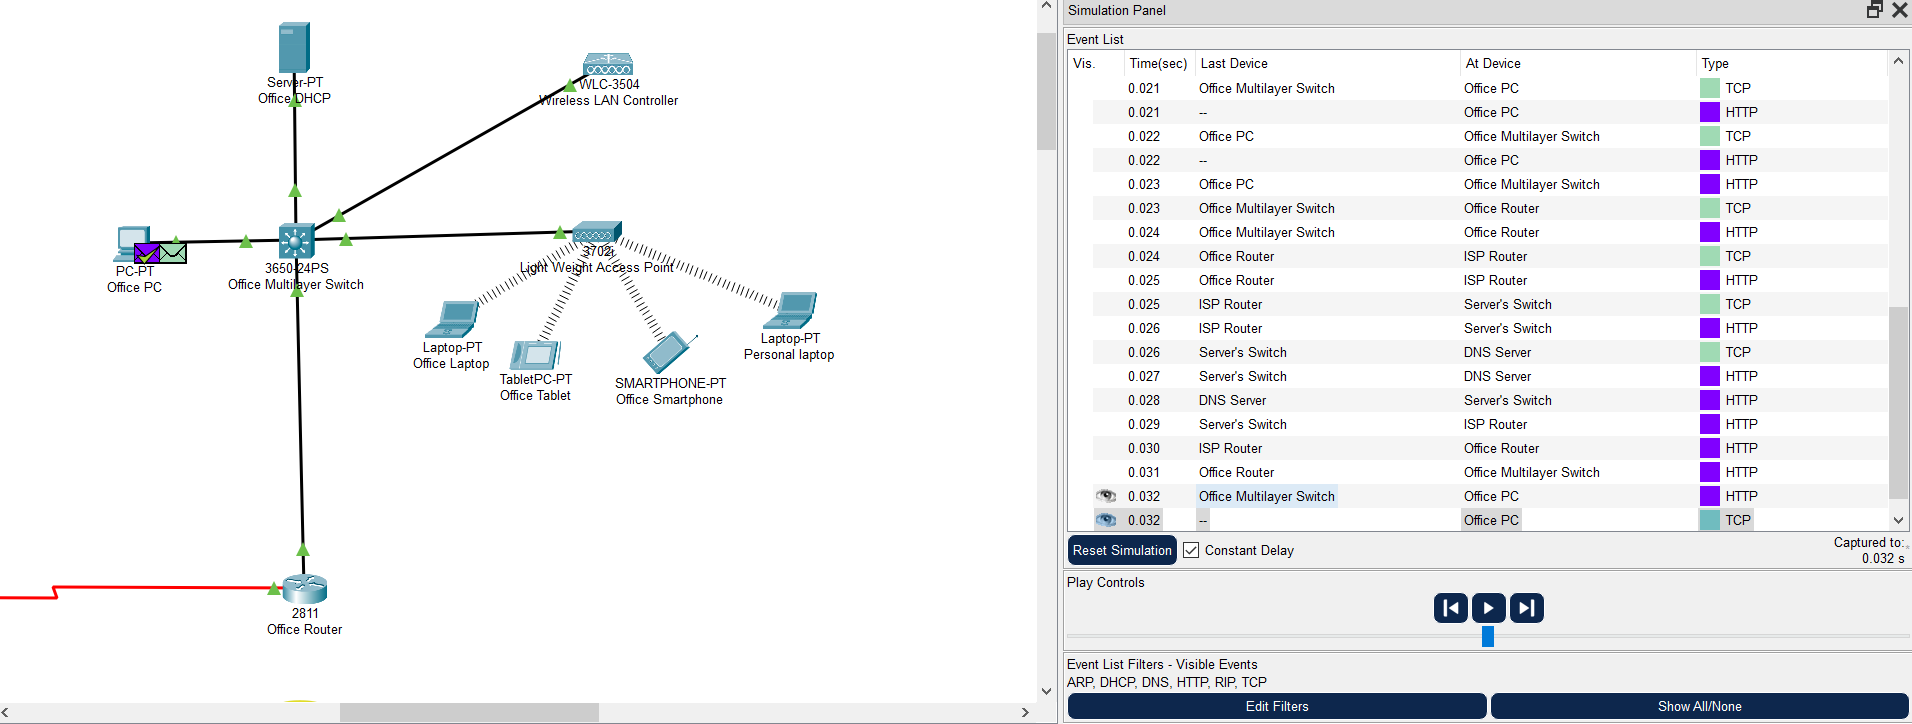 Server-PT
Office DHCP
WLC-3504
Wireless LAN Controller
PC-PT
Office PC
3650-24PS
Office Multilayer Switch
3702i
Light Weight Access Point
Laptop-PT
Office Laptop
TabletPC-PT
Office Tablet
SMARTPHONE-PT
Office Smartphone
Laptop-PT
Personal laptop
2811
Office Router
Simulation Panel
Event List
Vis. Time(sec) Last Device At Device Type
0.021 Office Multilayer Switch Office PC TCP
0.021 -- Office PC HTTP
0.022 Office PC Office Multilayer Switch TCP
0.022 -- Office PC HTTP
0.023 Office PC Office Multilayer Switch HTTP
0.023 Office Multilayer Switch Office Router TCP
0.024 Office Multilayer Switch Office Router HTTP
0.024 Office Router ISP Router TCP
0.025 Office Router ISP Router HTTP
0.025 ISP Router Server's Switch TCP
0.026 ISP Router Server's Switch HTTP
0.026 Server's Switch DNS Server TCP
0.027 Server's Switch DNS Server HTTP
0.028 DNS Server Server's Switch HTTP
0.029 Server's Switch ISP Router HTTP
0.030 ISP Router Office Router HTTP
0.031 Office Router Office Multilayer Switch HTTP
0.032 Office Multilayer Switch Office PC HTTP
0.032 -- Office PC TCP
Reset Simulation Constant Delay
Captured to:
0.032 s
Play Controls
Event List Filters - Visible Events
ARP, DHCP, DNS, HTTP, RIP, TCP
Edit Filters Show All/None